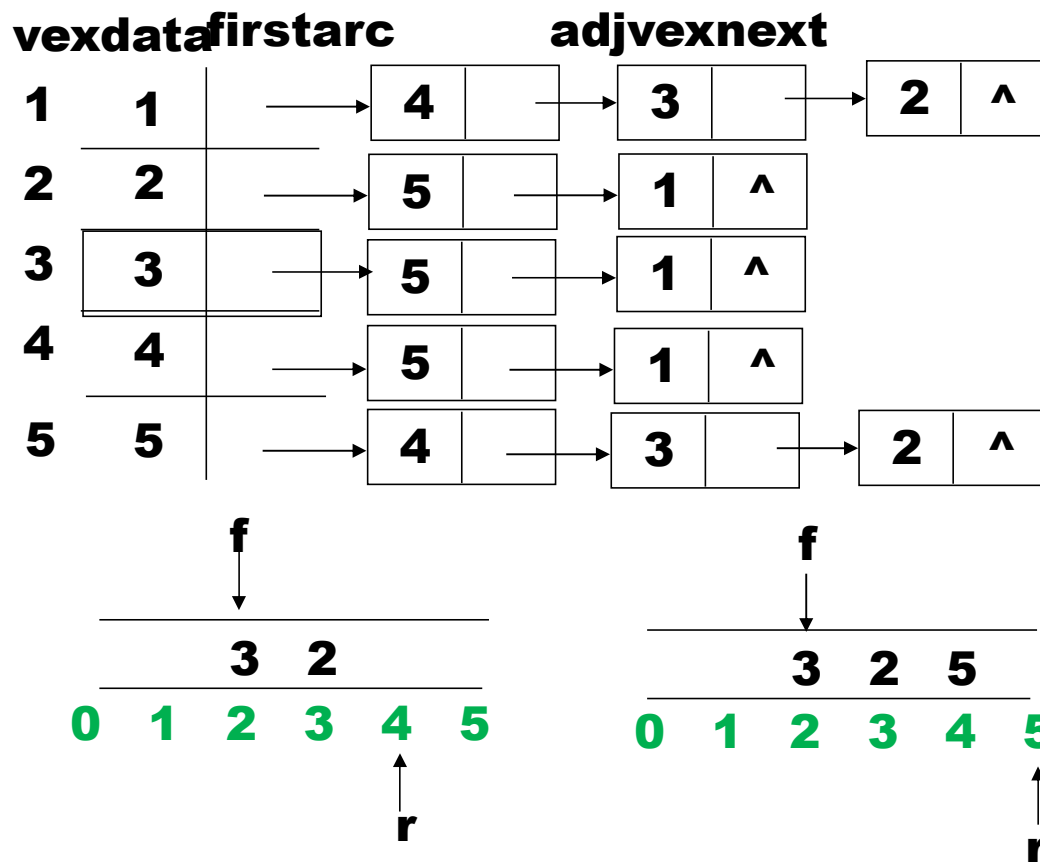 vexdata firstarc adjvexnext
1 1 4 3 2 ^
2 2 5 1 ^
3 3 5 1 ^
4 4 5 1 ^
5 5 4 3 2 ^
f
3 2
0 1 2 3 4 5
r
f
3 2 5
0 1 2 3 4 5
r